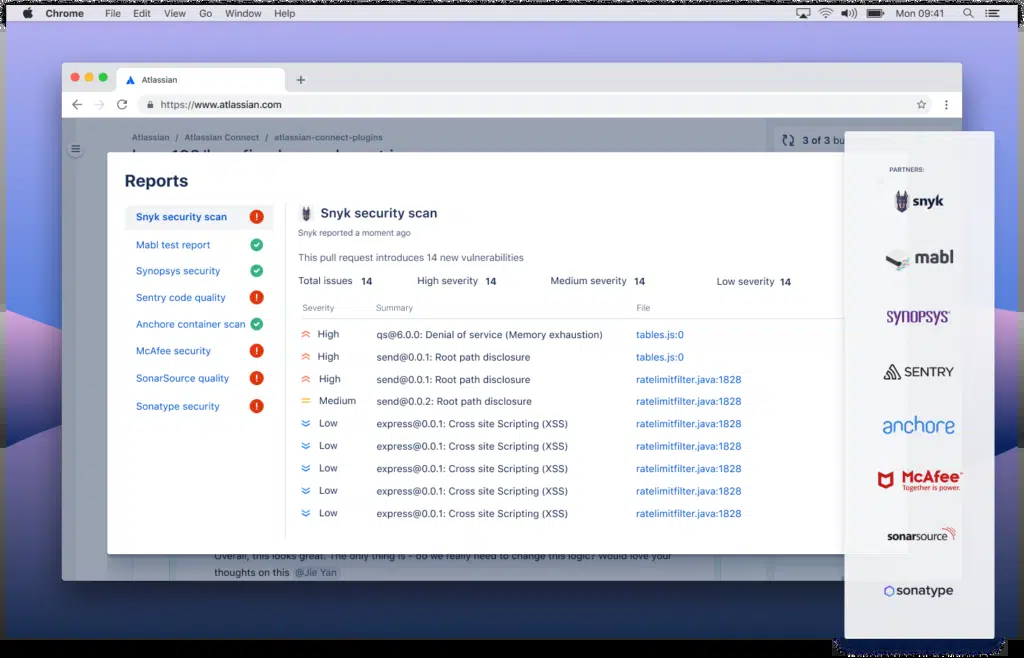 Chrome File Edit View Go Window Help Mon 09:41
Atlassian
https://www.atlassian.com
Atlassian / Atlassian Connect / atlassian-connect-plugins
3 of 3 bu
Reports
Snyk security scan
Mabl test report
Synopsys security
Sentry code quality
Anchore container scan
McAfee security
SonarSource quality
Sonatype security
Snyk security scan
Snyk reported a moment ago
This pull request introduces 14 new vulnerabilities
Total issues 14 High severity 14 Medium severity 14 Low severity 14
Severity Summary File
High qs@6.0.0: Denial of service (Memory exhaustion) tables.js:0
High send@0.0.1: Root path disclosure tables.js:0
High send@0.0.1: Root path disclosure ratelimitfilter.java:1828
Medium send@0.0.2: Root path disclosure ratelimitfilter.java:1828
Low express@0.0.1: Cross site Scripting (XSS) ratelimitfilter.java:1828
Low express@0.0.1: Cross site Scripting (XSS) ratelimitfilter.java:1828
Low express@0.0.1: Cross site Scripting (XSS) ratelimitfilter.java:1828
Low express@0.0.1: Cross site Scripting (XSS) ratelimitfilter.java:1828
Low express@0.0.1: Cross site Scripting (XSS) ratelimitfilter.java:1828
Overall, this looks great. The only thing is - do we really need to change this logic? Would love your
thoughts on this @Jie Yan
PARTNERS:
snyk
mabl
SYNOPSYS®
SENTRY
anchore
McAfee™
Together is power.
sonarsource
sonatype